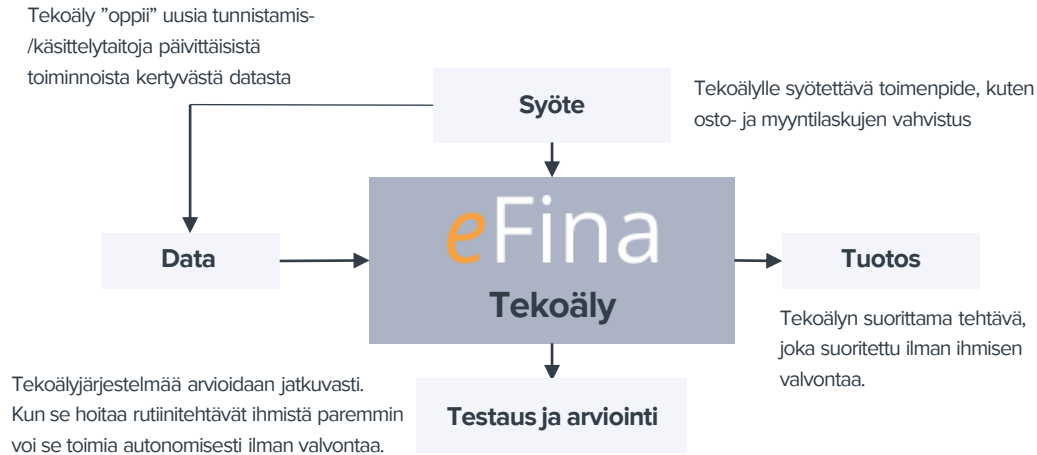 Tekoäly ”oppii” uusia tunnistamis-
/käsittelytaitoja päivittäisistä
toiminnoista kertyvästä datasta
Syöte
Tekoälylle syötettävä toimenpide, kuten
osto- ja myyntilaskujen vahvistus
Data
eFina
Tekoäly
Tuotos
Tekoälyn suorittama tehtävä,
joka suoritettu ilman ihmisen
valvontaa.
Tekoälyjärjestelmää arvioidaan jatkuvasti.
Kun se hoitaa rutiinitehtävät ihmistä paremmin
voi se toimia autonomisesti ilman valvontaa.
Testaus ja arviointi